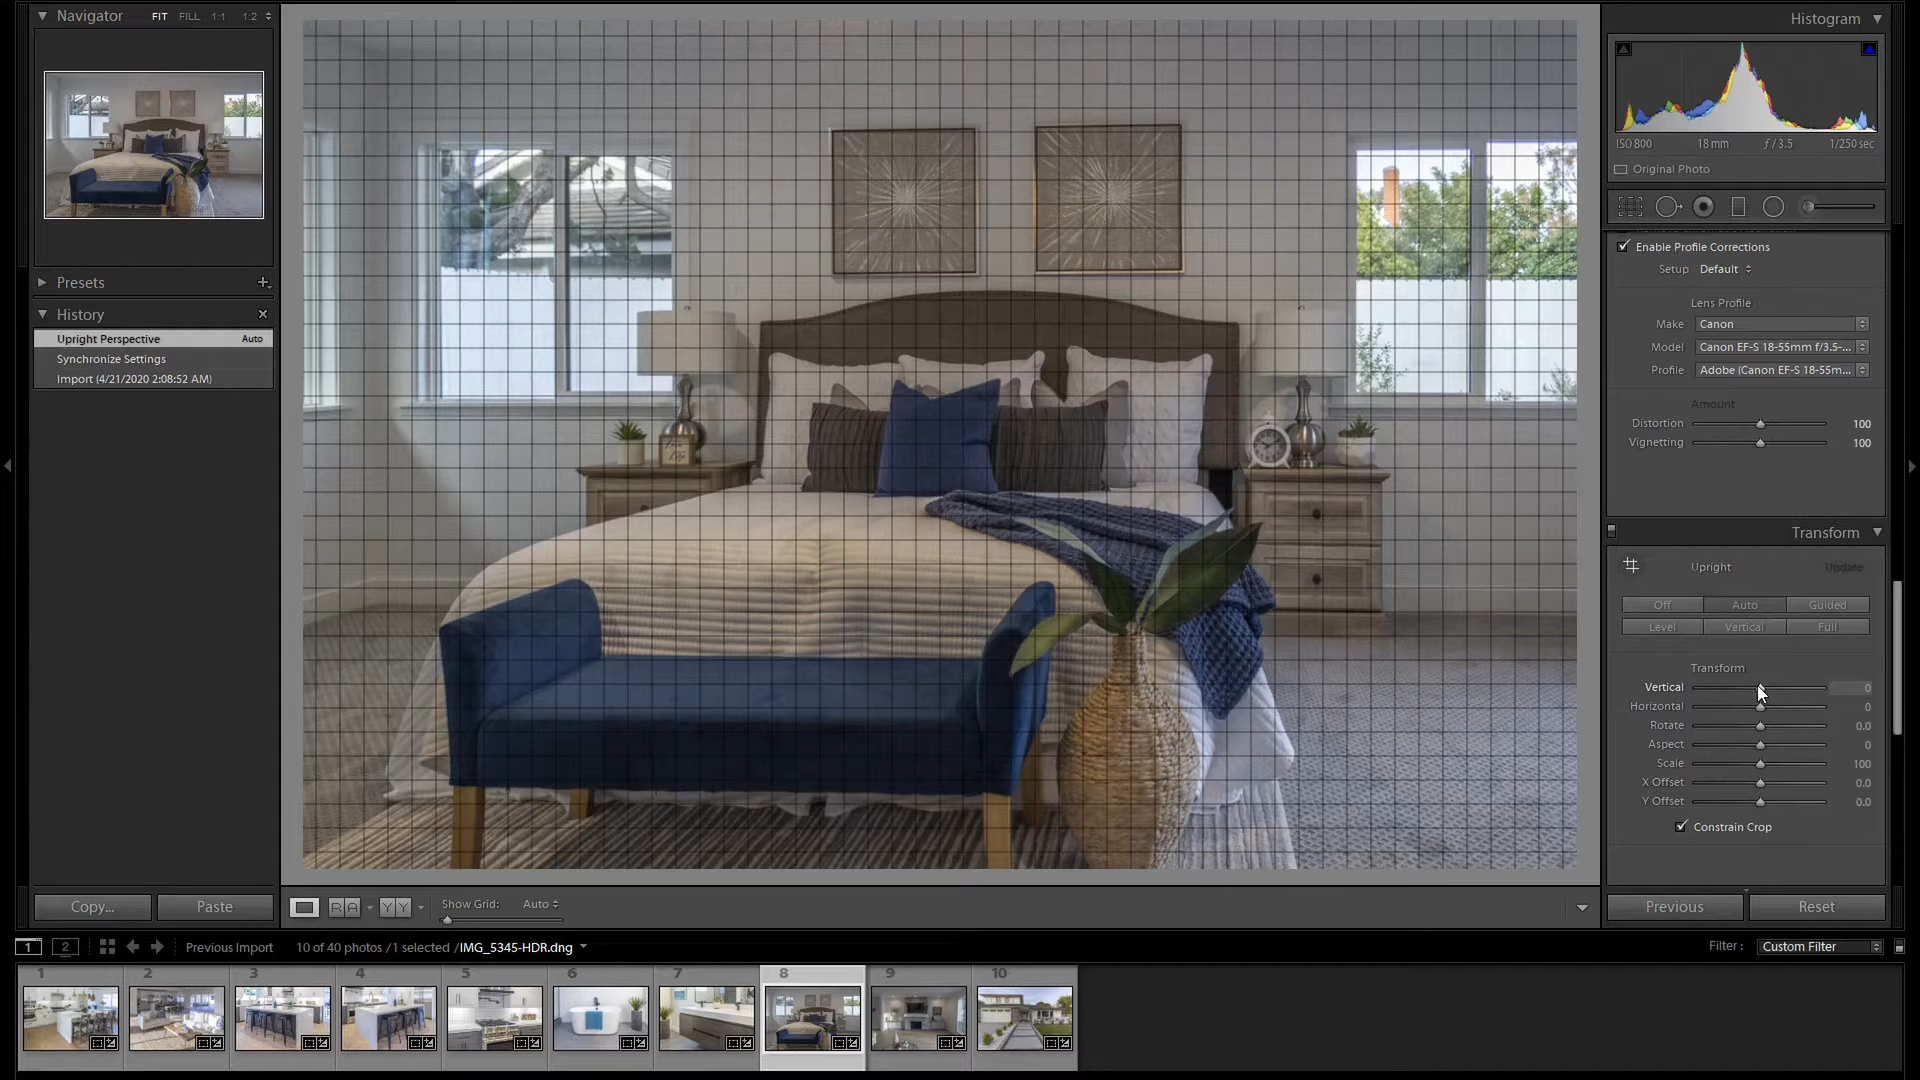 Navigator
FIT FILL 1:1 1:2
Presets
History
Upright Perspective Auto
Synchronize Settings
Import (4/21/2020 2:08:52 AM)
Copy... Paste
Show Grid: Auto
Histogram
ISO 800 18 mm ƒ / 3.5 1/250 sec
Original Photo
Enable Profile Corrections
Setup Default
Lens Profile
Make Canon
Model Canon EF-S 18-55mm f/3.5-...
Profile Adobe (Canon EF-S 18-55m...
Amount
Distortion 100
Vignetting 100
Transform
Upright Update
Off Auto Guided
Level Vertical Full
Transform
Vertical 0
Horizontal 0
Rotate 0.0
Aspect 0
Scale 100
X Offset 0.0
Y Offset 0.0
Constrain Crop
Previous Reset
1 2 Previous Import 10 of 40 photos / 1 selected / IMG_5345-HDR.dng Filter : Custom Filter
1 2 3 4 5 6 7 8 9 10